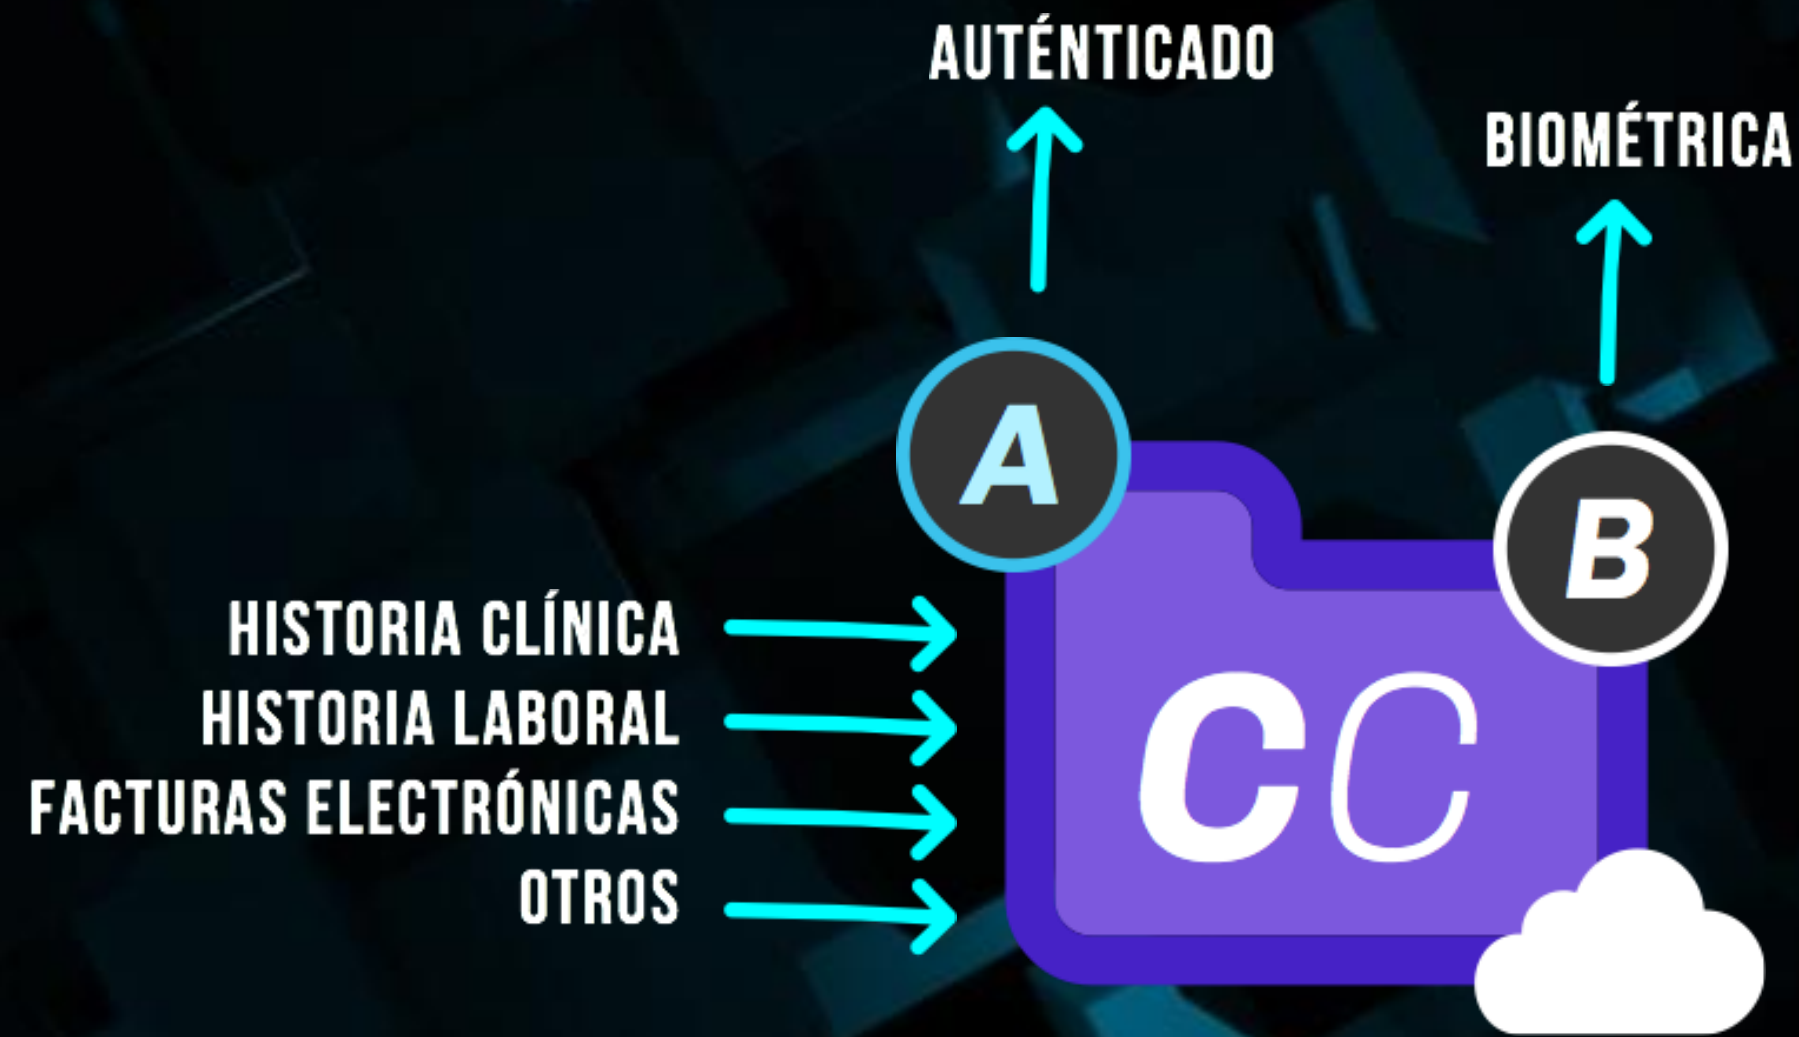 AUTÉNTICADO
BIOMÉTRICA
A
B
HISTORIA CLÍNICA
HISTORIA LABORAL
FACTURAS ELECTRÓNICAS
OTROS
CC